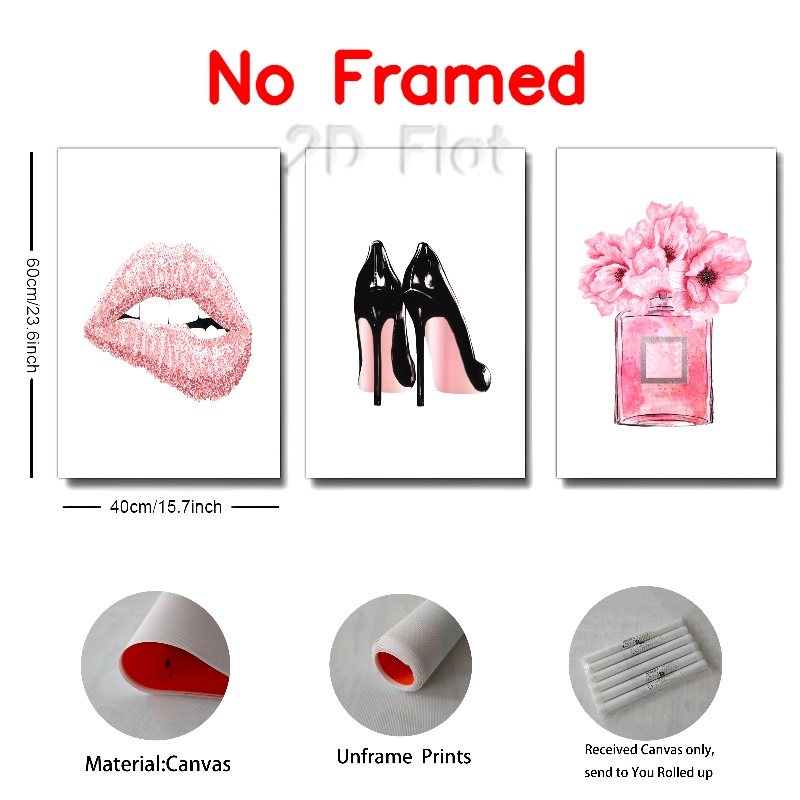 No Framed
2D Flat
60cm/23.6inch
40cm/15.7inch
Material:Canvas
Unframe Prints
Received Canvas only,
send to You Rolled up